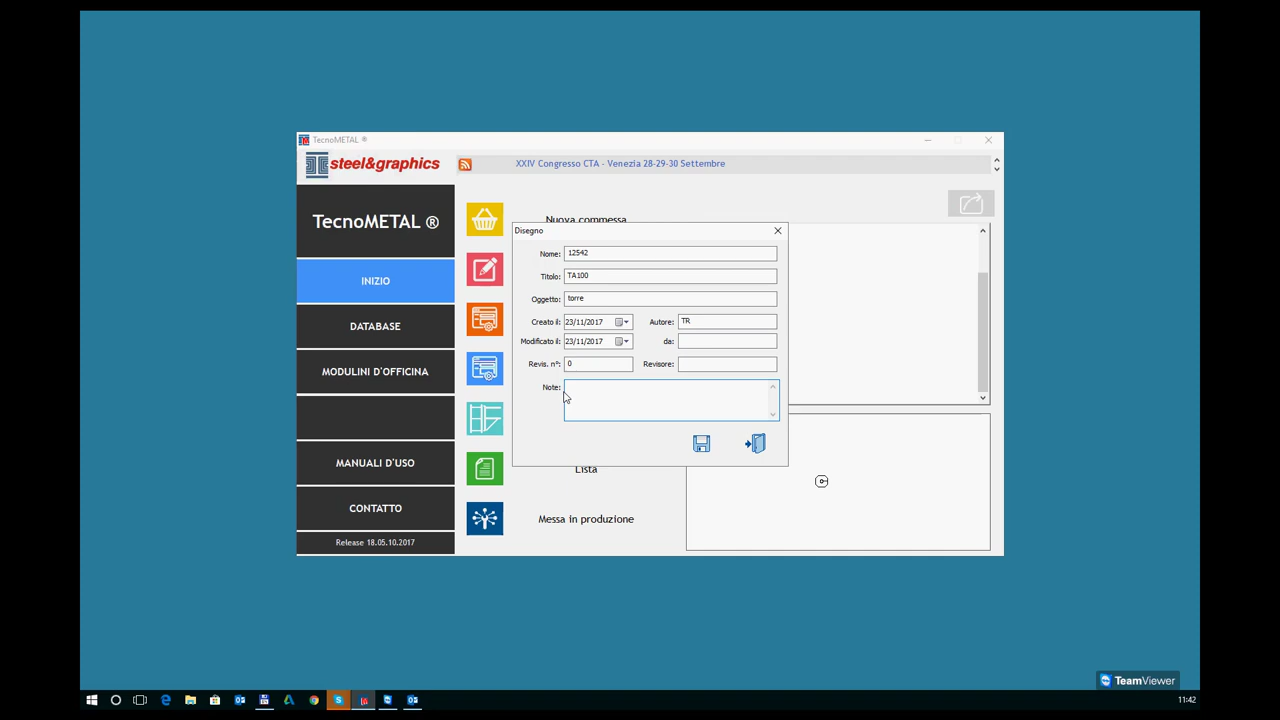 TecnoMETAL ®
steel&graphics
XXIV Congresso CTA - Venezia 28-29-30 Settembre
TecnoMETAL ®
INIZIO
DATABASE
MODULINI D'OFFICINA
MANUALI D'USO
CONTATTO
Release 18.05.10.2017
Nuova commessa
Disegno
Nome: 12542
Titolo: TA100
Oggetto: torre
Creato il: 23/11/2017 Autore: TR
Modificato il: 23/11/2017 da:
Revis. n°: 0 Revisore:
Note:
Lista
Messa in produzione
TeamViewer
11:42